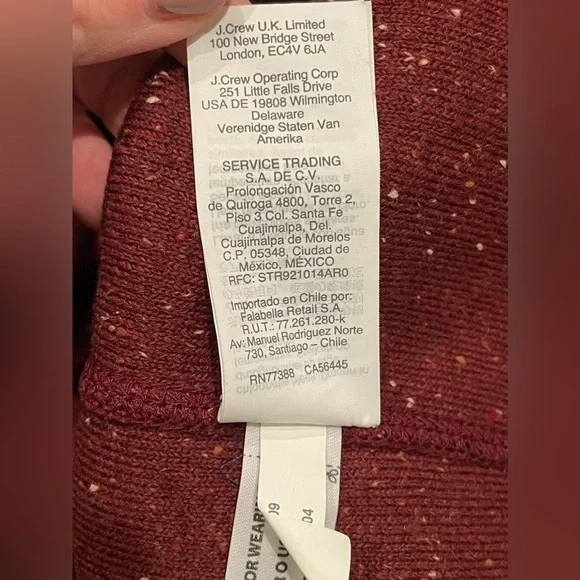 J.Crew U.K. Limited
100 New Bridge Street
London, EC4V 6JA
J.Crew Operating Corp
251 Little Falls Drive
USA DE 19808 Wilmington
Delaware
Verenidge Staten Van
Amerika
SERVICE TRADING
S.A. DE C.V.
Prolongación Vasco
de Quiroga 4800, Torre 2
Piso 3 Col. Santa Fe
Cuajimalpa, Del.
Cuajimalpa de Morelos
C.P. 05348, Ciudad de
México, MÉXICO
RFC: STR921014AR0
Importado en Chile por:
Falabella Retail S.A.
R.U.T.: 77.261.280-k
Av: Manuel Rodriguez Norte
730, Santiago – Chile
RN77388 CA56445
04